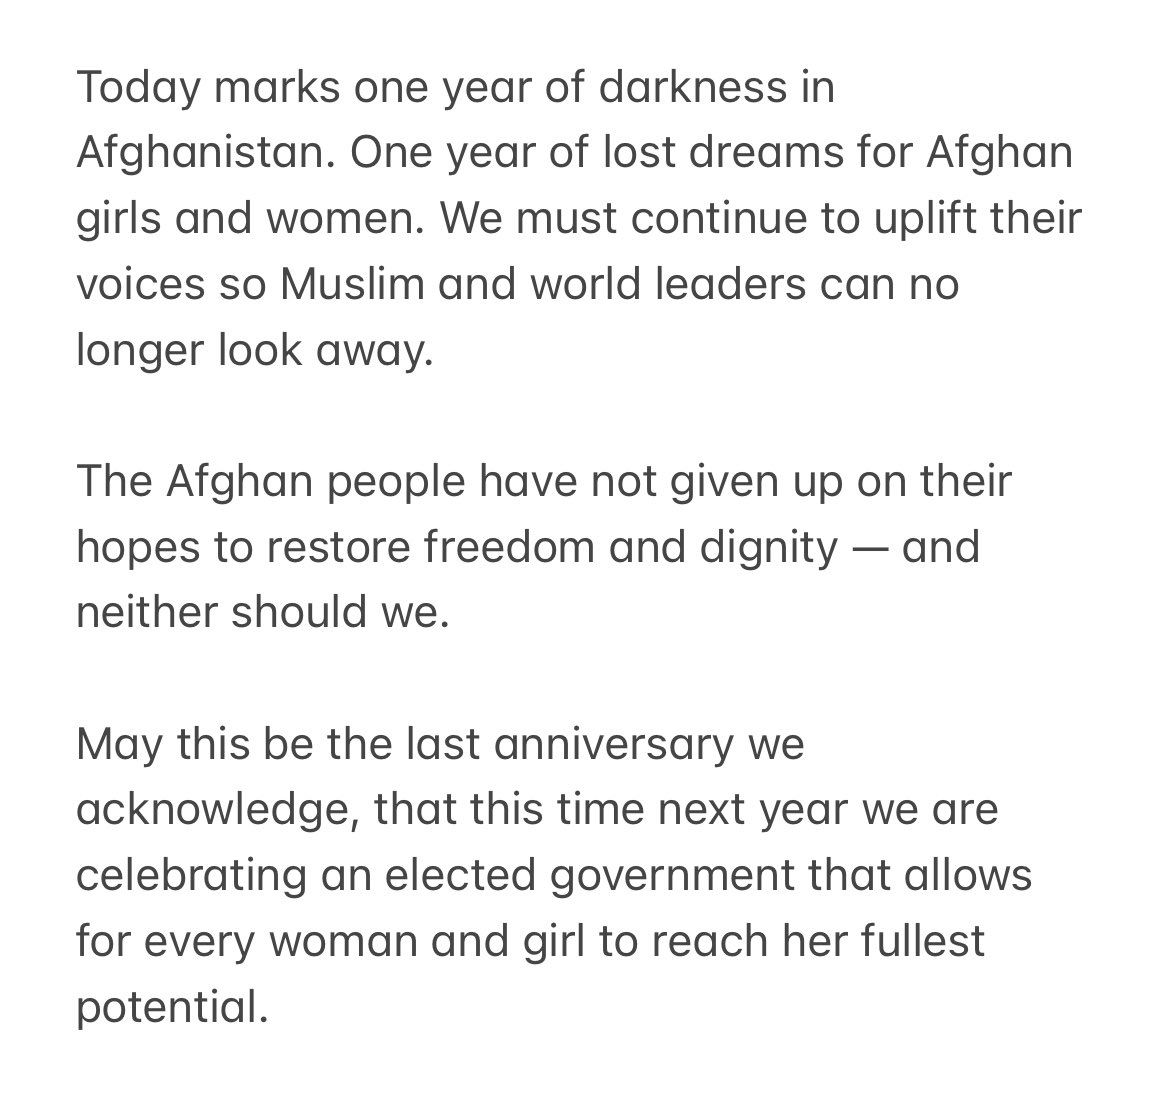 Today marks one year of darkness in
Afghanistan. One year of lost dreams for Afghan
girls and women. We must continue to uplift their
voices so Muslim and world leaders can no
longer look away.
The Afghan people have not given up on their
hopes to restore freedom and dignity — and
neither should we.
May this be the last anniversary we
acknowledge, that this time next year we are
celebrating an elected government that allows
for every woman and girl to reach her fullest
potential.